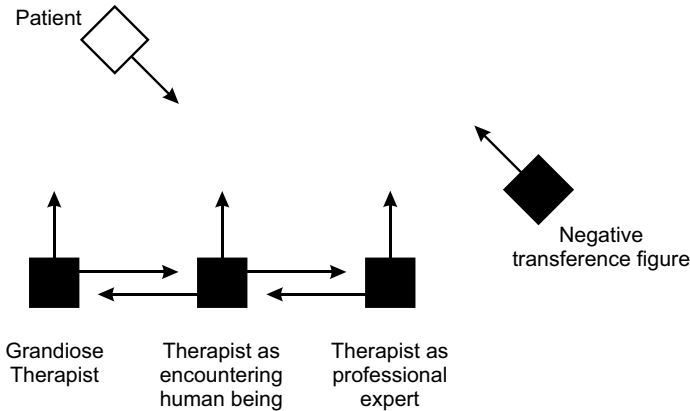 Patient
Negative
transference figure
Grandiose
Therapist
Therapist as
encountering
human being
Therapist as
professional
expert